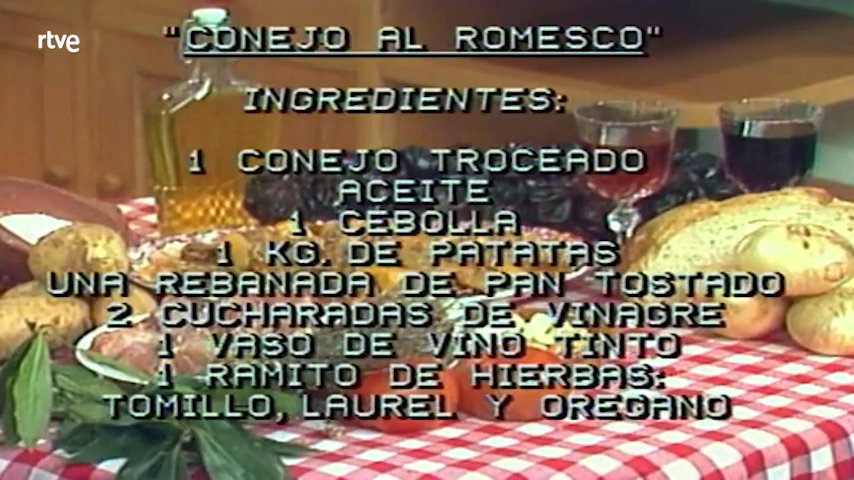 rtve
"CONEJO AL ROMESCO"
INGREDIENTES:
1 CONEJO TROCEADO
ACEITE
1 CEBOLLA
1 KG. DE PATATAS
UNA REBANADA DE PAN TOSTADO
2 CUCHARADAS DE VINAGRE
1 VASO DE VINO TINTO
1 RAMITO DE HIERBAS:
TOMILLO, LAUREL Y OREGANO